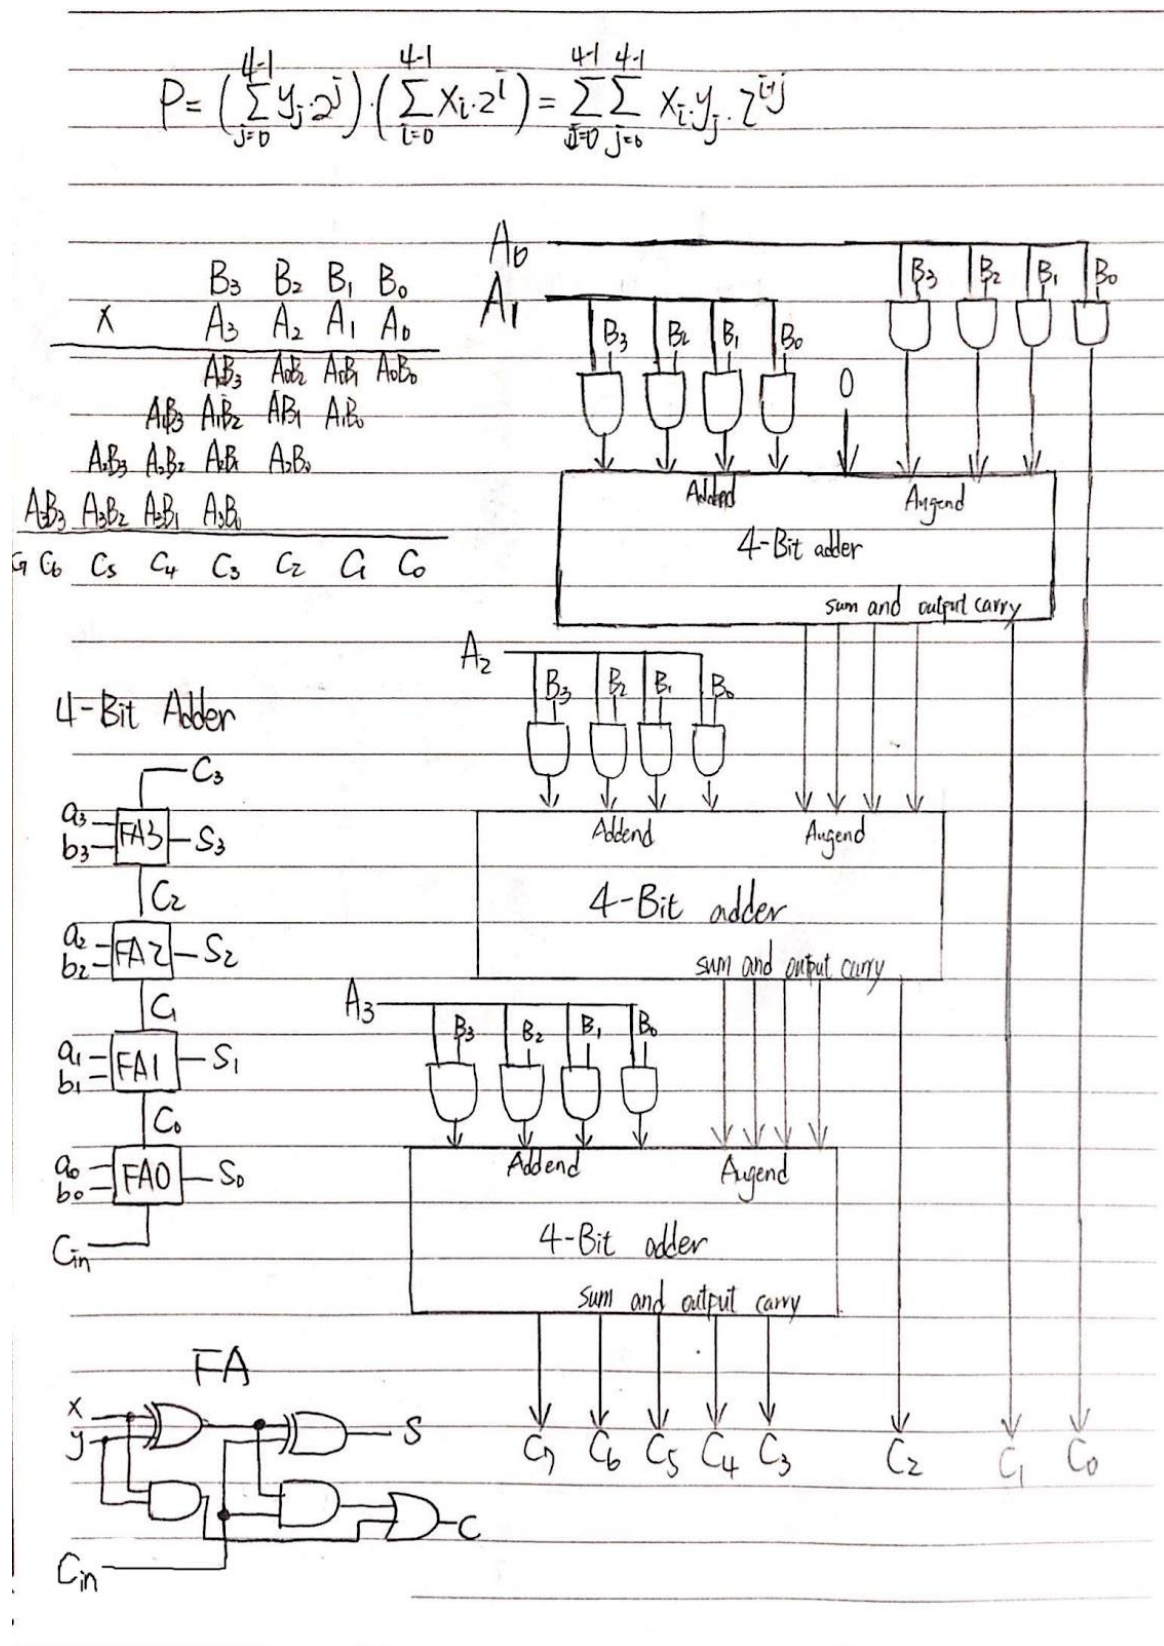 P = (∑_{j=0}^{4-1} y_j·2^j)·(∑_{i=0}^{4-1} x_i·2^i) = ∑_{i=0}^{4-1} ∑_{j=0}^{4-1} x_i·y_j·2^{i+j}
B₃ B₂ B₁ B₀
X A₃ A₂ A₁ A₀
A₀B₃ A₀B₂ A₀B₁ A₀B₀
A₁B₃ A₁B₂ A₁B₁ A₁B₀
A₂B₃ A₂B₂ A₂B₁ A₂B₀
A₃B₃ A₃B₂ A₃B₁ A₃B₀
C₇ C₆ C₅ C₄ C₃ C₂ C₁ C₀
A₀
B₃ B₂ B₁ B₀
A₁
B₃ B₂ B₁ B₀
0
Addend Augend
4-Bit adder
sum and output carry
A₂
B₃ B₂ B₁ B₀
Addend Augend
4-Bit adder
sum and output carry
A₃
B₃ B₂ B₁ B₀
Addend Augend
4-Bit adder
sum and output carry
C₇ C₆ C₅ C₄ C₃ C₂ C₁ C₀
4-Bit Adder
C₃
a₃
b₃ FA3 S₃
C₂
a₂
b₂ FA2 S₂
C₁
a₁
b₁ FA1 S₁
C₀
a₀
b₀ FA0 S₀
Cin
FA
x
y S
C
Cin